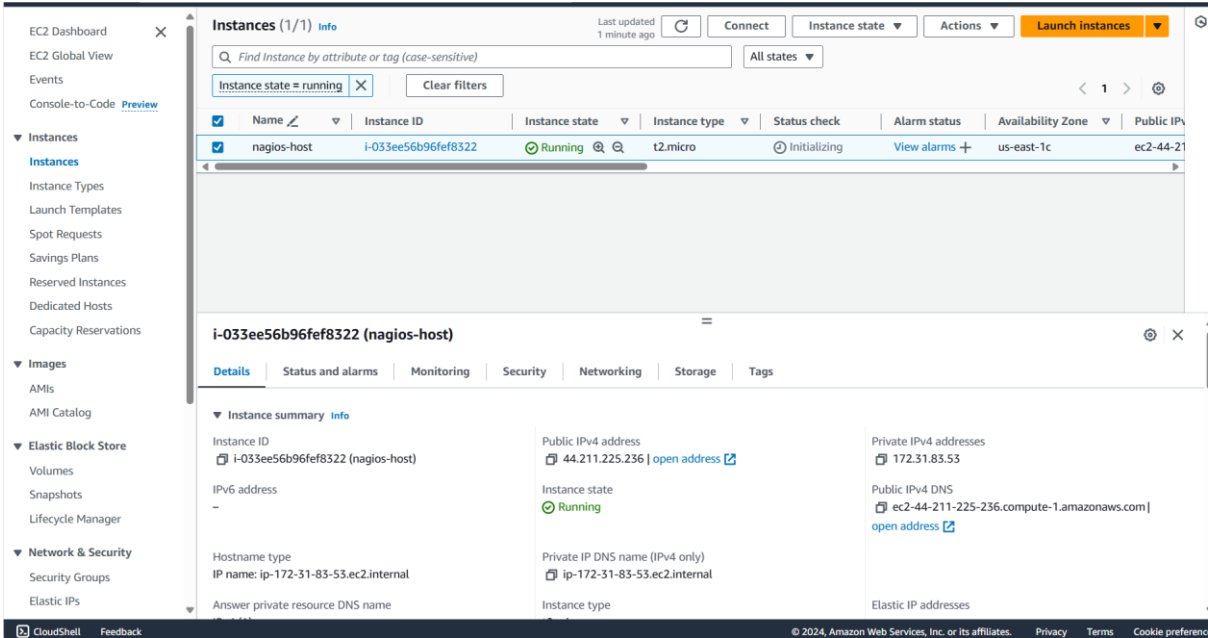 EC2 Dashboard
EC2 Global View
Events
Console-to-Code Preview
Instances
Instances
Instance Types
Launch Templates
Spot Requests
Savings Plans
Reserved Instances
Dedicated Hosts
Capacity Reservations
Images
AMIs
AMI Catalog
Elastic Block Store
Volumes
Snapshots
Lifecycle Manager
Network & Security
Security Groups
Elastic IPs
Instances (1/1) Info
Last updated
1 minute ago
Connect
Instance state
Actions
Launch instances
Find Instance by attribute or tag (case-sensitive)
All states
Instance state = running
Clear filters
1
Name Instance ID Instance state Instance type Status check Alarm status Availability Zone Public IPv
nagios-host i-033ee56b96fef8322 Running t2.micro Initializing View alarms + us-east-1c ec2-44-21
i-033ee56b96fef8322 (nagios-host)
Details Status and alarms Monitoring Security Networking Storage Tags
Instance summary Info
Instance ID
i-033ee56b96fef8322 (nagios-host)
Public IPv4 address
44.211.225.236 | open address
Private IPv4 addresses
172.31.83.53
IPv6 address
–
Instance state
Running
Public IPv4 DNS
ec2-44-211-225-236.compute-1.amazonaws.com |
open address
Hostname type
IP name: ip-172-31-83-53.ec2.internal
Private IP DNS name (IPv4 only)
ip-172-31-83-53.ec2.internal
Answer private resource DNS name
Instance type
Elastic IP addresses
CloudShell Feedback © 2024, Amazon Web Services, Inc. or its affiliates. Privacy Terms Cookie preference